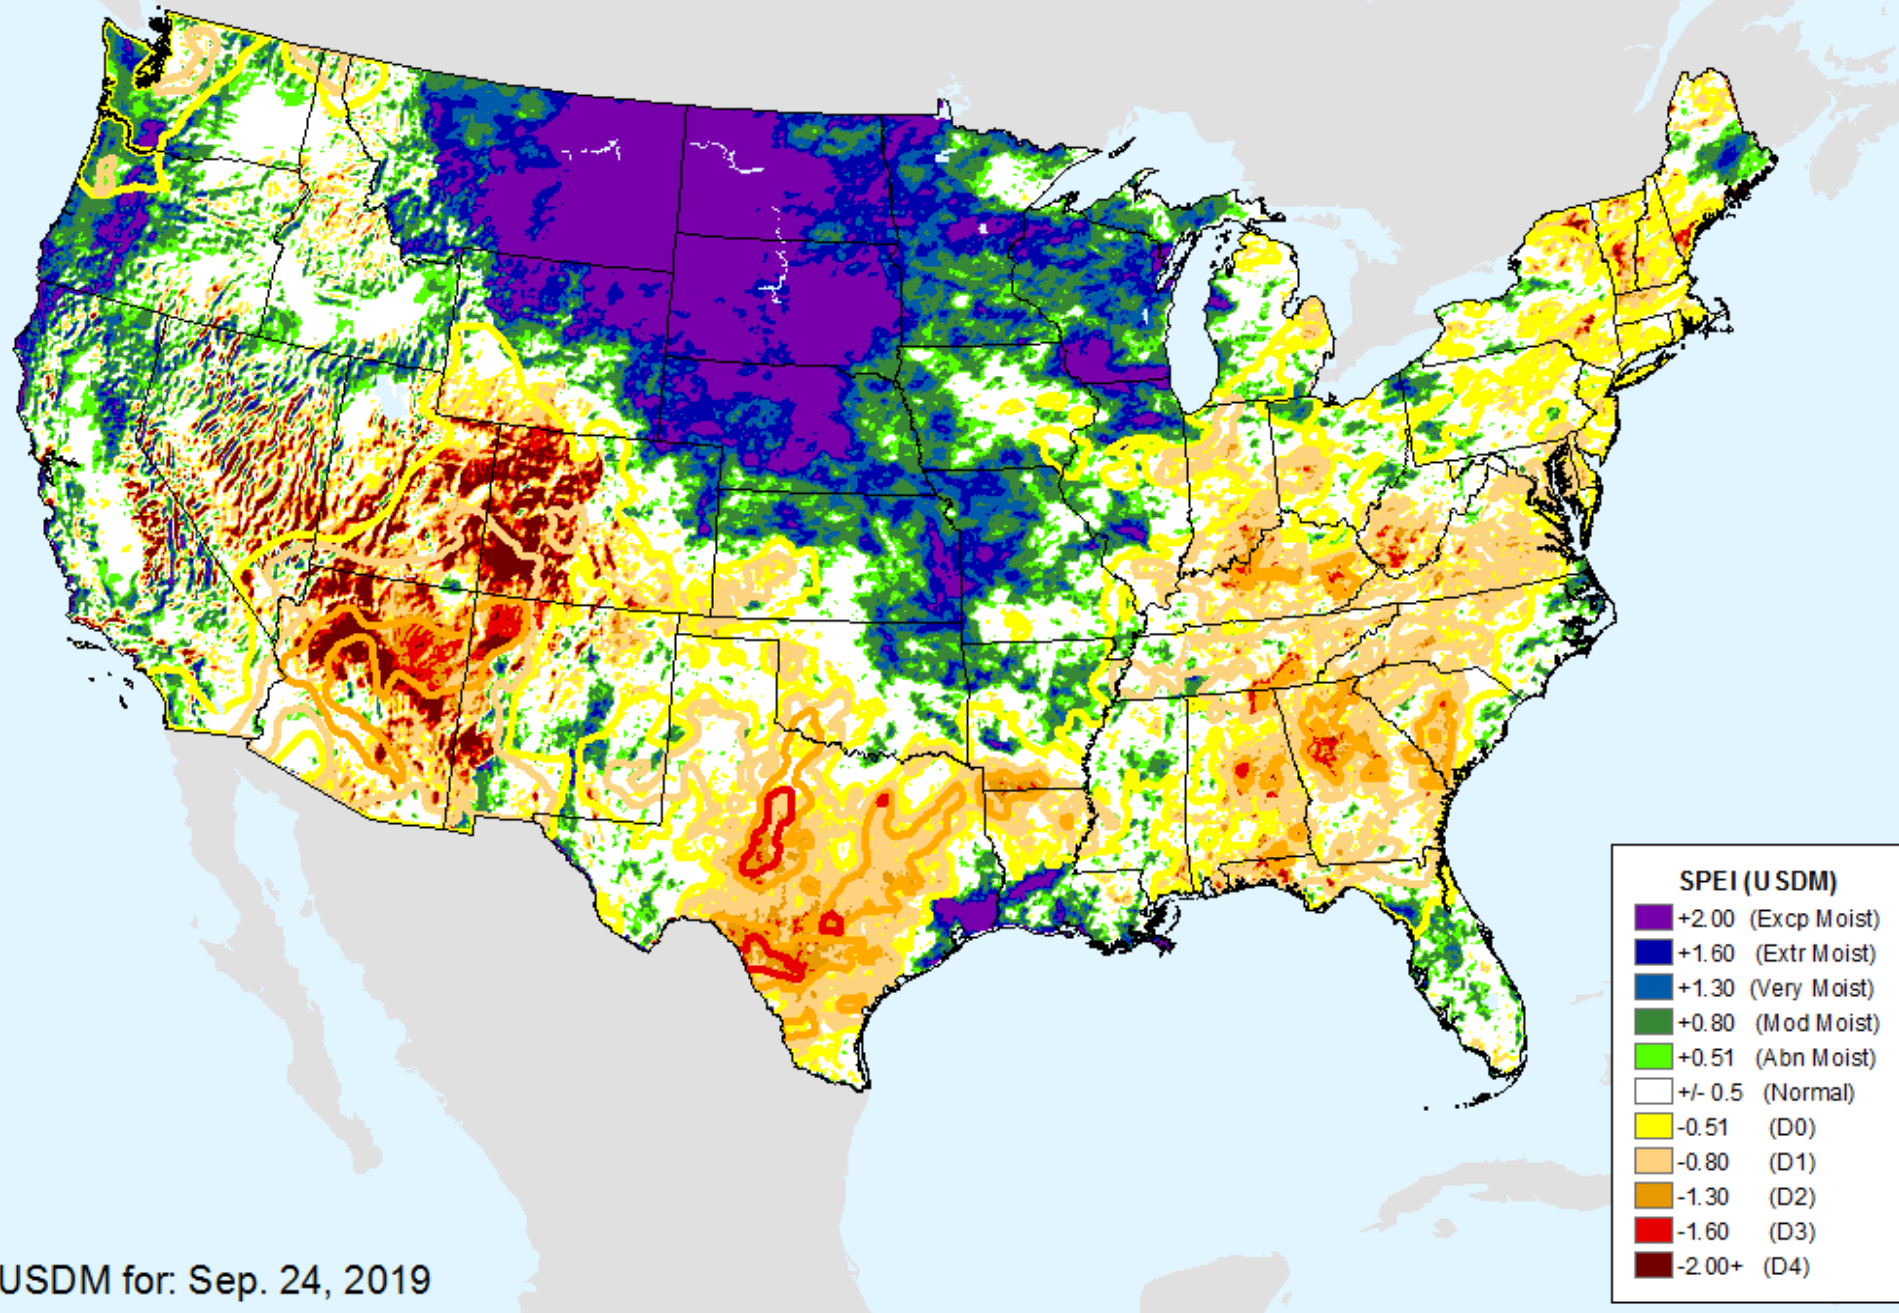 SPEI (USDM)
+2.00 (Excp Moist)
+1.60 (Extr Moist)
+1.30 (Very Moist)
+0.80 (Mod Moist)
+0.51 (Abn Moist)
+/- 0.5 (Normal)
-0.51 (D0)
-0.80 (D1)
-1.30 (D2)
-1.60 (D3)
-2.00+ (D4)
USDM for: Sep. 24, 2019